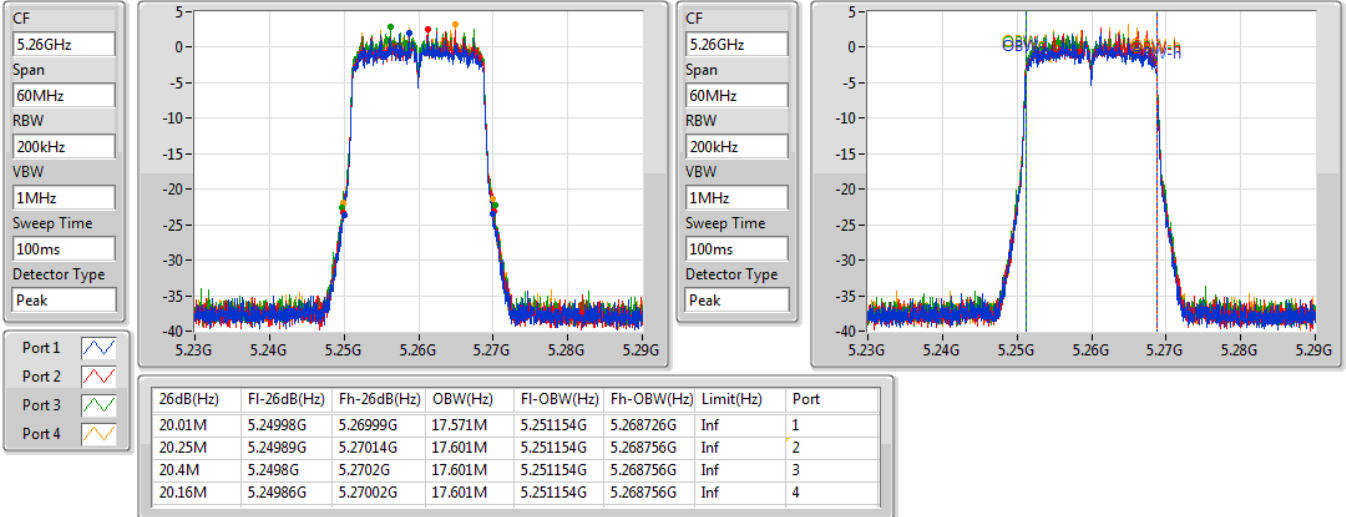 CF
5.26GHz
Span
60MHz
RBW
200kHz
VBW
1MHz
Sweep Time
100ms
Detector Type
Peak
5
0
-5
-10
-15
-20
-25
-30
-35
-40
5.23G 5.24G 5.25G 5.26G 5.27G 5.28G 5.29G
CF
5.26GHz
Span
60MHz
RBW
200kHz
VBW
1MHz
Sweep Time
100ms
Detector Type
Peak
5
0
-5
-10
-15
-20
-25
-30
-35
-40
OBW-h
5.23G 5.24G 5.25G 5.26G 5.27G 5.28G 5.29G
Port 1
Port 2
Port 3
Port 4
26dB(Hz) Fl-26dB(Hz) Fh-26dB(Hz) OBW(Hz) Fl-OBW(Hz) Fh-OBW(Hz) Limit(Hz) Port
20.01M 5.24998G 5.26999G 17.571M 5.251154G 5.268726G Inf 1
20.25M 5.24989G 5.27014G 17.601M 5.251154G 5.268756G Inf 2
20.4M 5.2498G 5.2702G 17.601M 5.251154G 5.268756G Inf 3
20.16M 5.24986G 5.27002G 17.601M 5.251154G 5.268756G Inf 4